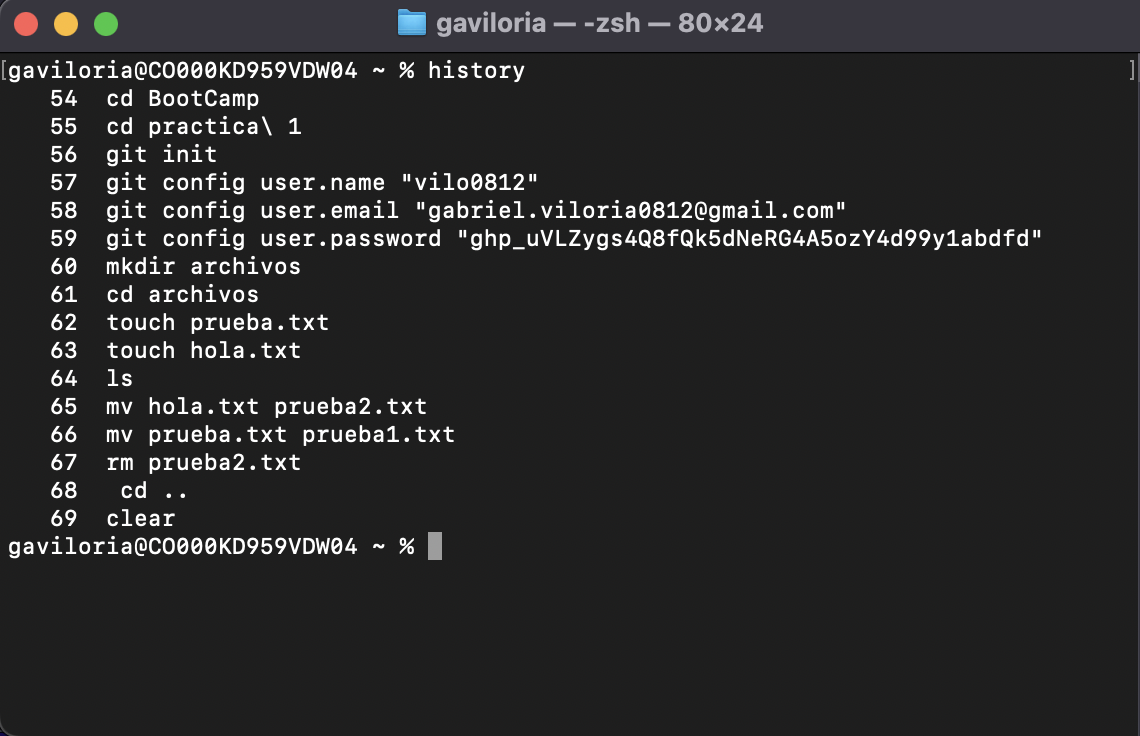 gaviloria — -zsh — 80×24
[gaviloria@CO000KD959VDW04 ~ % history ]
54 cd BootCamp
55 cd practica\ 1
56 git init
57 git config user.name "vilo0812"
58 git config user.email "gabriel.viloria0812@gmail.com"
59 git config user.password "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"
60 mkdir archivos
61 cd archivos
62 touch prueba.txt
63 touch hola.txt
64 ls
65 mv hola.txt prueba2.txt
66 mv prueba.txt prueba1.txt
67 rm prueba2.txt
68 cd ..
69 clear
gaviloria@CO000KD959VDW04 ~ %